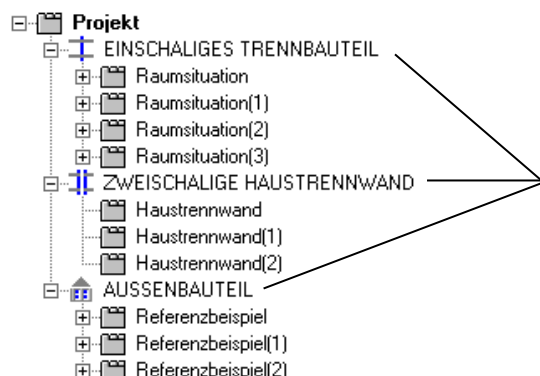 Projekt
EINSCHALIGES TRENNBAUTEIL
Raumsituation
Raumsituation(1)
Raumsituation(2)
Raumsituation(3)
ZWEISCHALIGE HAUSTRENNWAND
Haustrennwand
Haustrennwand(1)
Haustrennwand(2)
AUSSENBAUTEIL
Referenzbeispiel
Referenzbeispiel(1)
Referenzbeispiel(2)